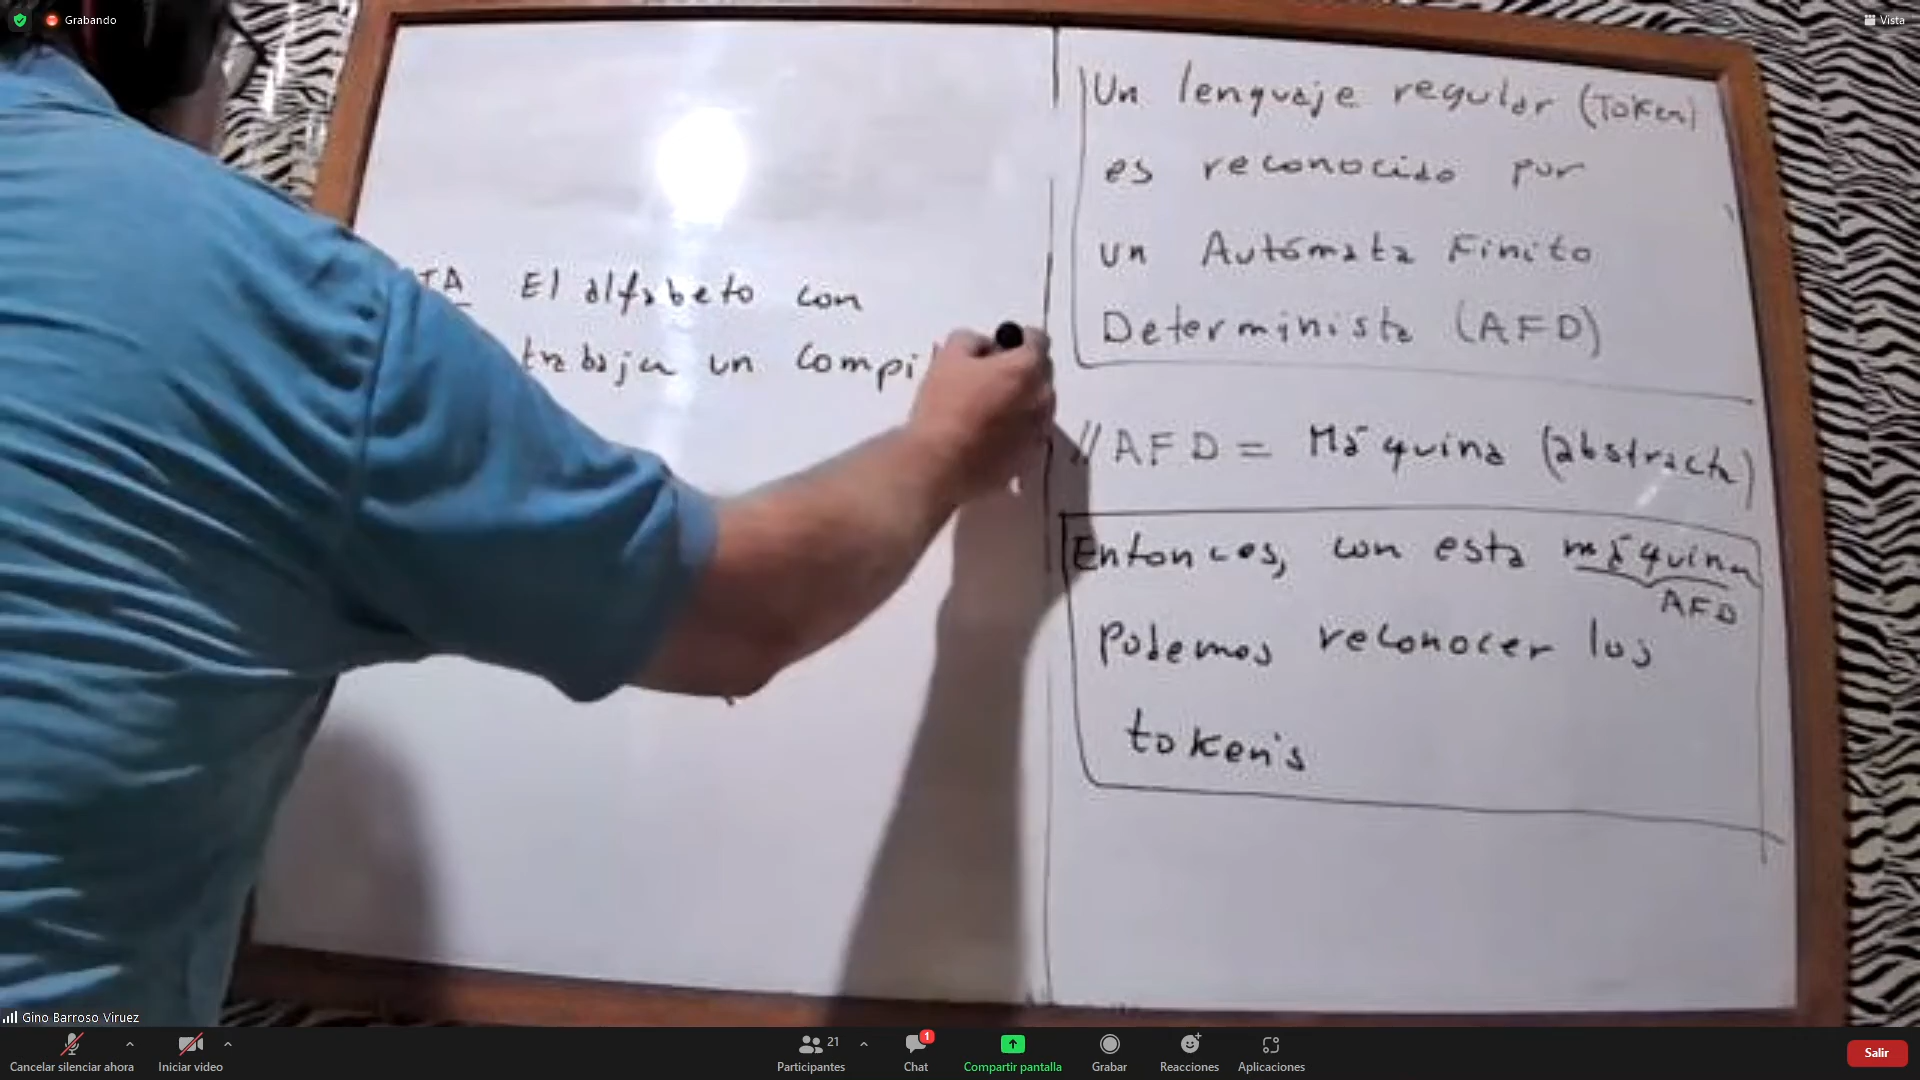 Grabando
Vista
TA El alfabeto con
trabaja un compi
Un lenguaje regular (Token)
es reconocido por
un Autómata Finito
Determinista (AFD)
// AFD = Máquina (abstracta)
Entonces, con esta máquina
AFD
Podemos reconocer los
token's
Gino Barroso Viruez
Cancelar silenciar ahora
Iniciar video
21
Participantes
1
Chat
Compartir pantalla
Grabar
Reacciones
Aplicaciones
Salir